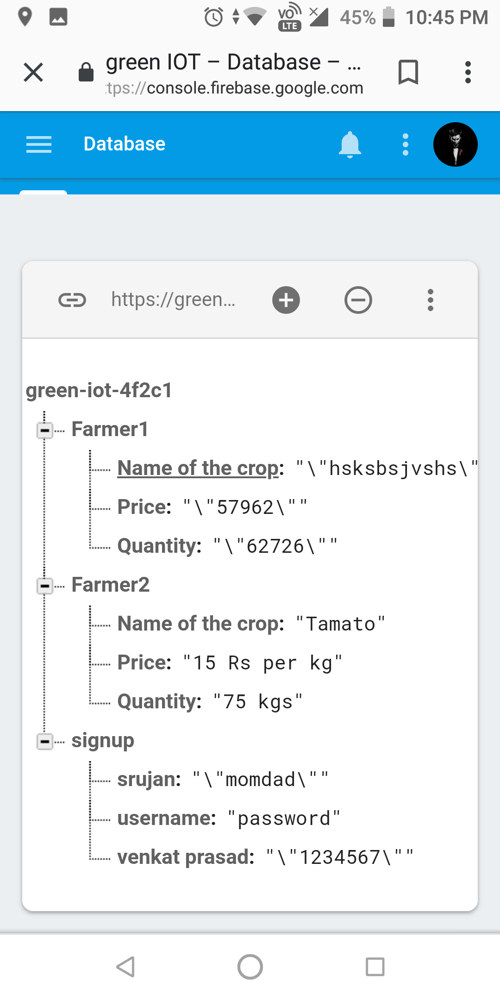 VO LTE 45% 10:45 PM
green IOT – Database – ...
tps://console.firebase.google.com
Database
https://green...
green-iot-4f2c1
Farmer1
Name of the crop: "\"hsksbsjvshs\"
Price: "\"57962\""
Quantity: "\"62726\""
Farmer2
Name of the crop: "Tamato"
Price: "15 Rs per kg"
Quantity: "75 kgs"
signup
srujan: "\"momdad\""
username: "password"
venkat prasad: "\"1234567\""